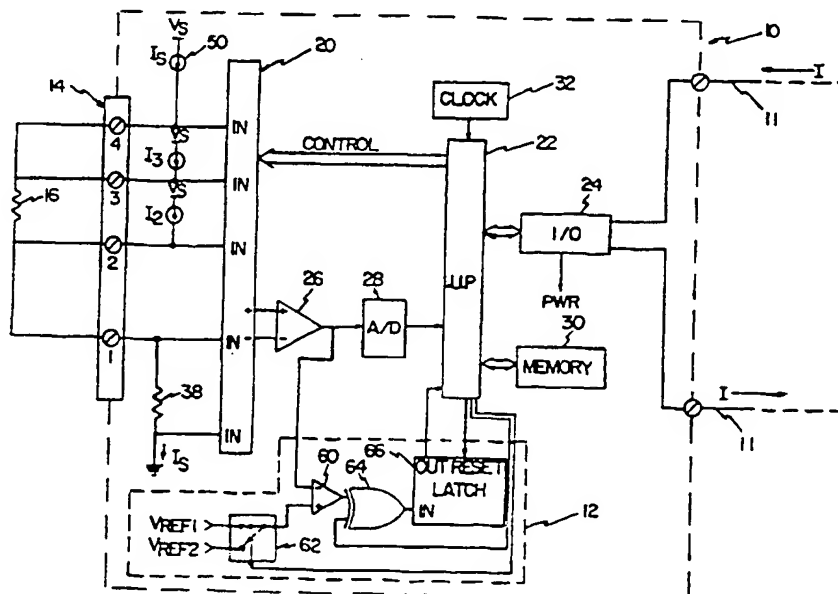 VS
IS
50
20
10
I
14
CLOCK
32
11
4
IN
VS
I3
CONTROL
22
3
IN
VS
16
I2
24
I/O
2
IN
μP
26
28
PWR
30
A/D
MEMORY
1
IN
I
38
11
IN
66
OUT RESET
LATCH
IS
60
64
12
VREF1
IN
VREF2
62